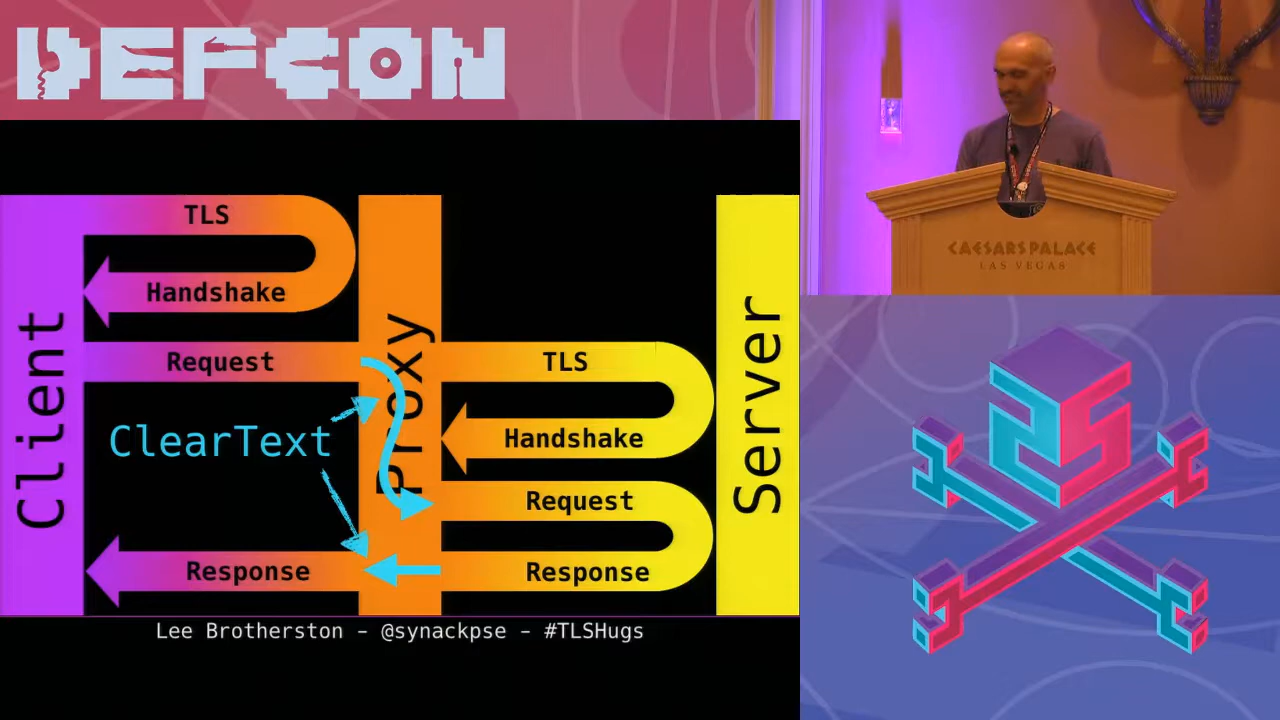 DEFCON
TLS
Handshake
Request
Client
Proxy
Server
ClearText
TLS
Handshake
Request
Response
Response
Lee Brotherston – @synackpse – #TLSHugs
CAESARS PALACE
LAS VEGAS
25